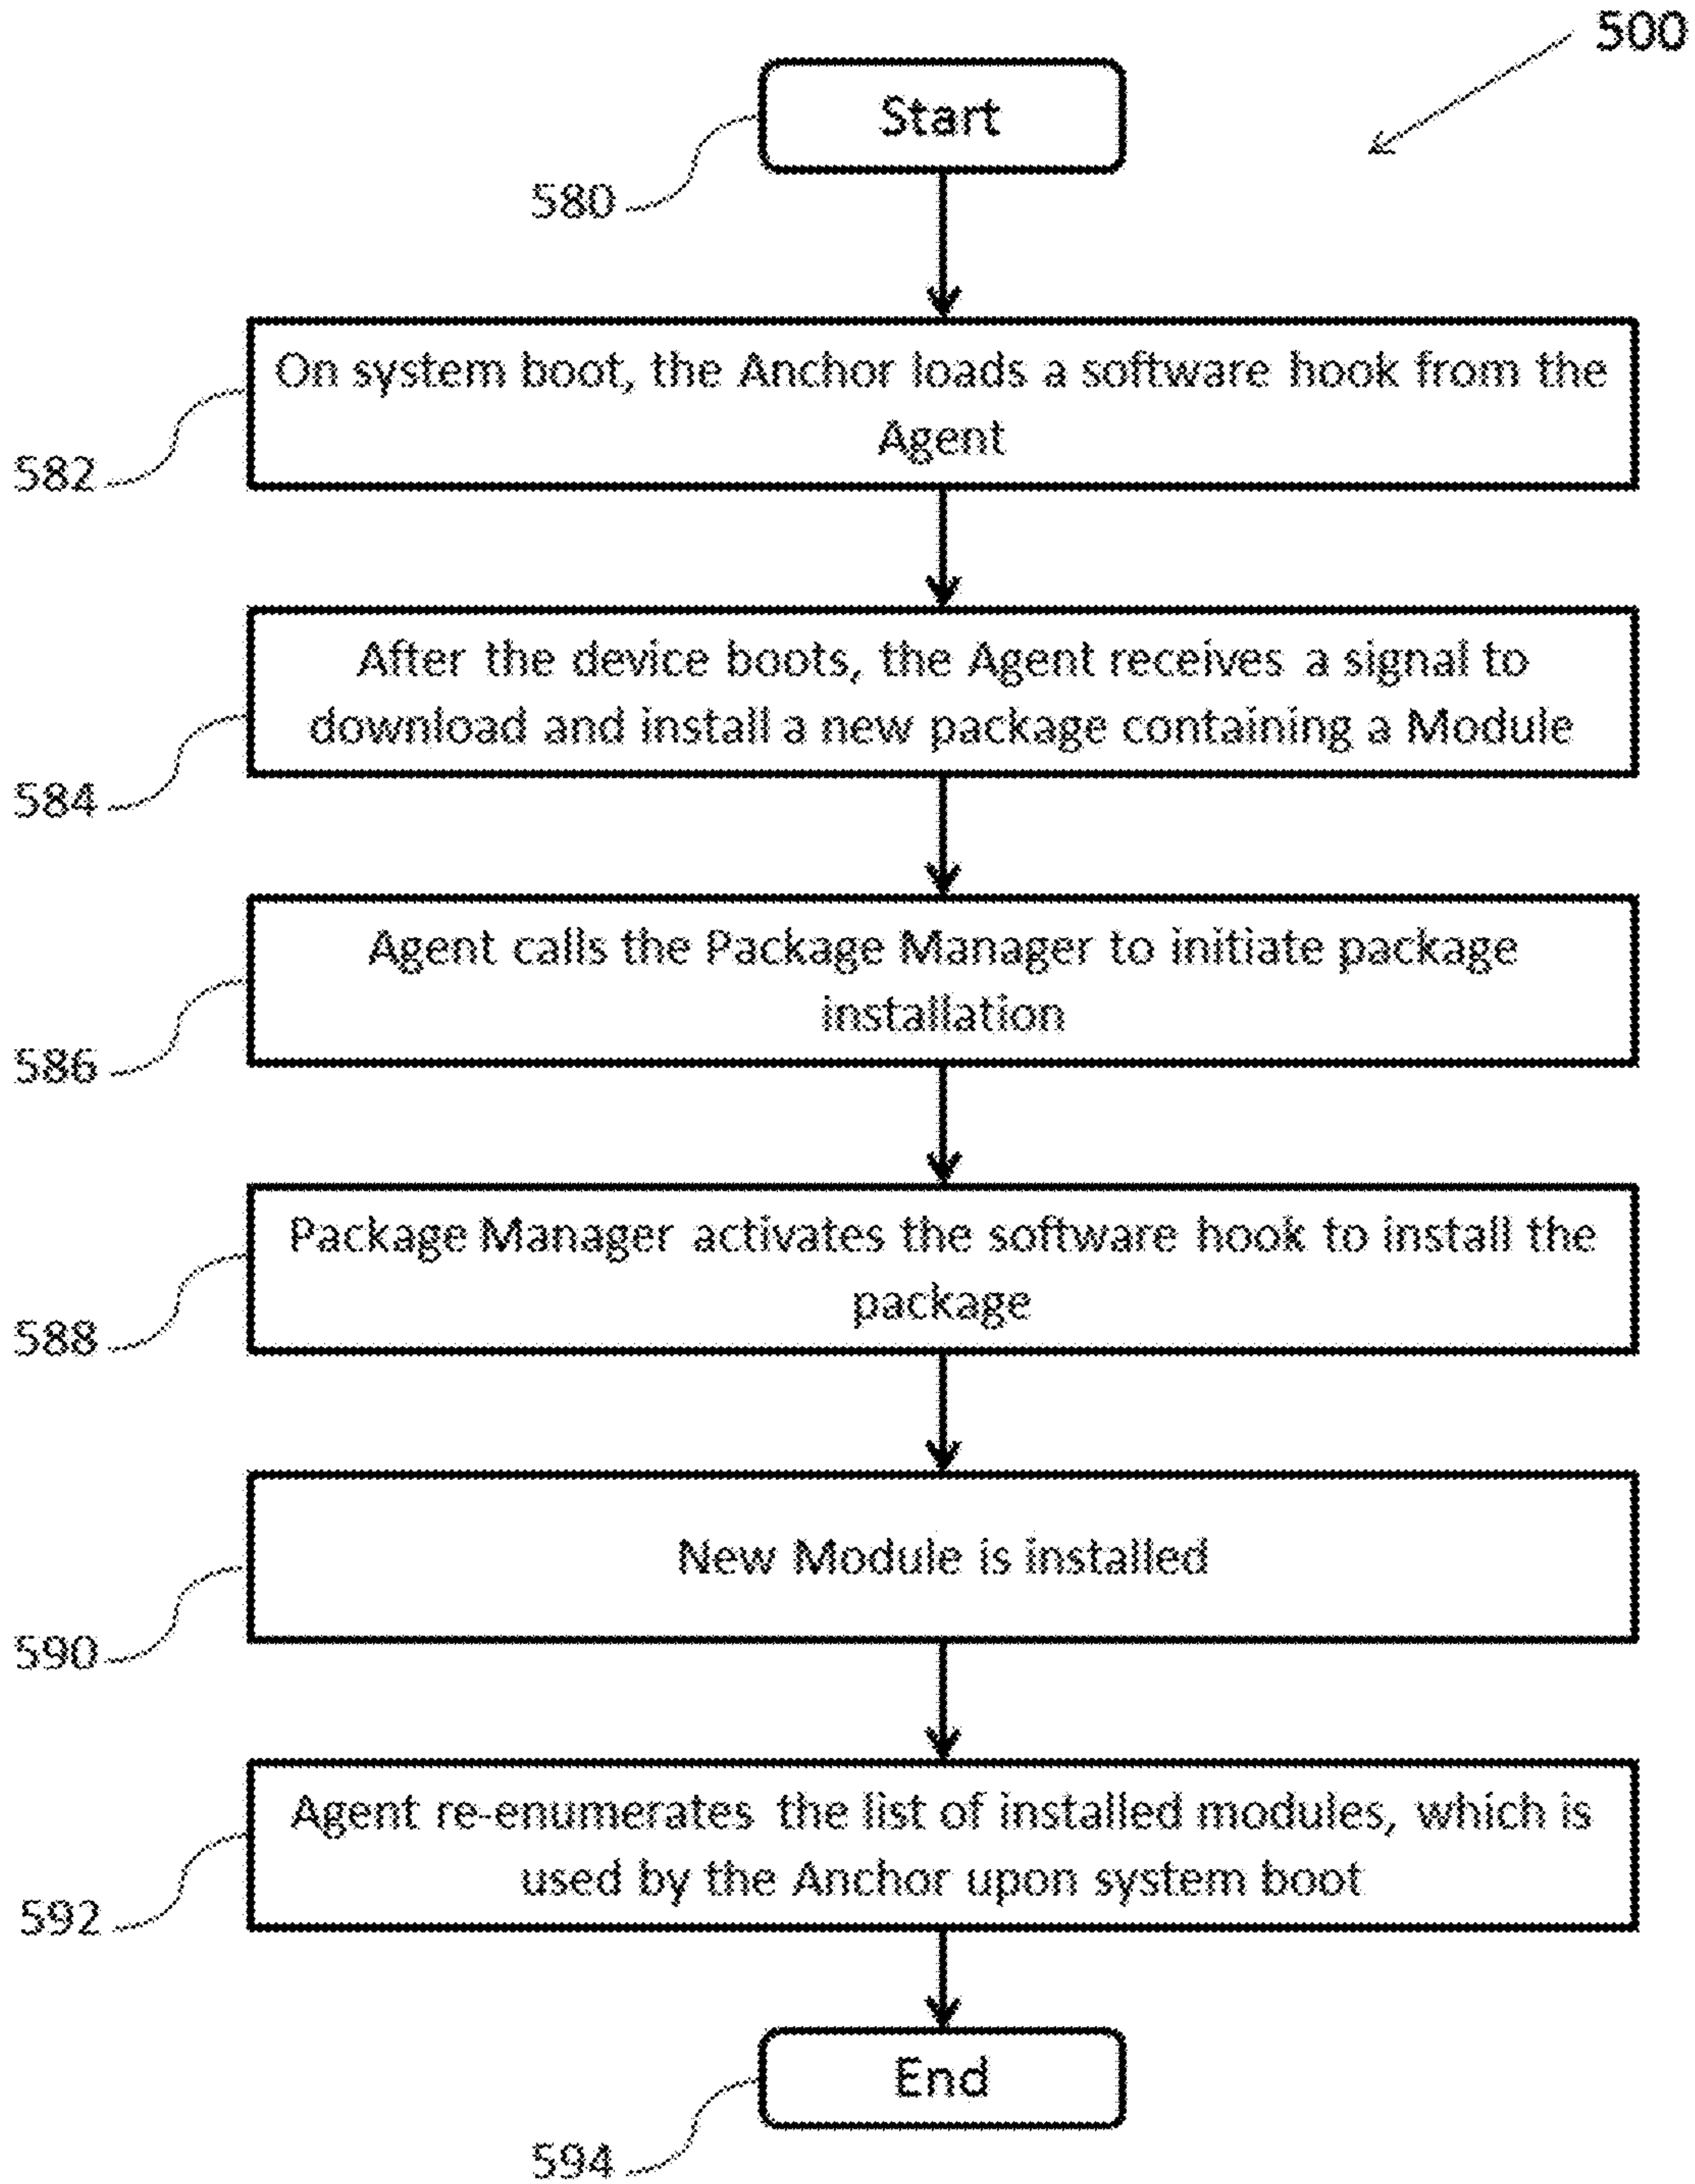 500
Start
580
On system boot, the Anchor loads a software hook from the
Agent
582
After the device boots, the Agent receives a signal to
download and install a new package containing a Module
584
Agent calls the Package Manager to initiate package
installation
586
Package Manager activates the software hook to install the
package
588
New Module is installed
590
Agent re-enumerates the list of installed modules, which is
used by the Anchor upon system boot
592
End
594